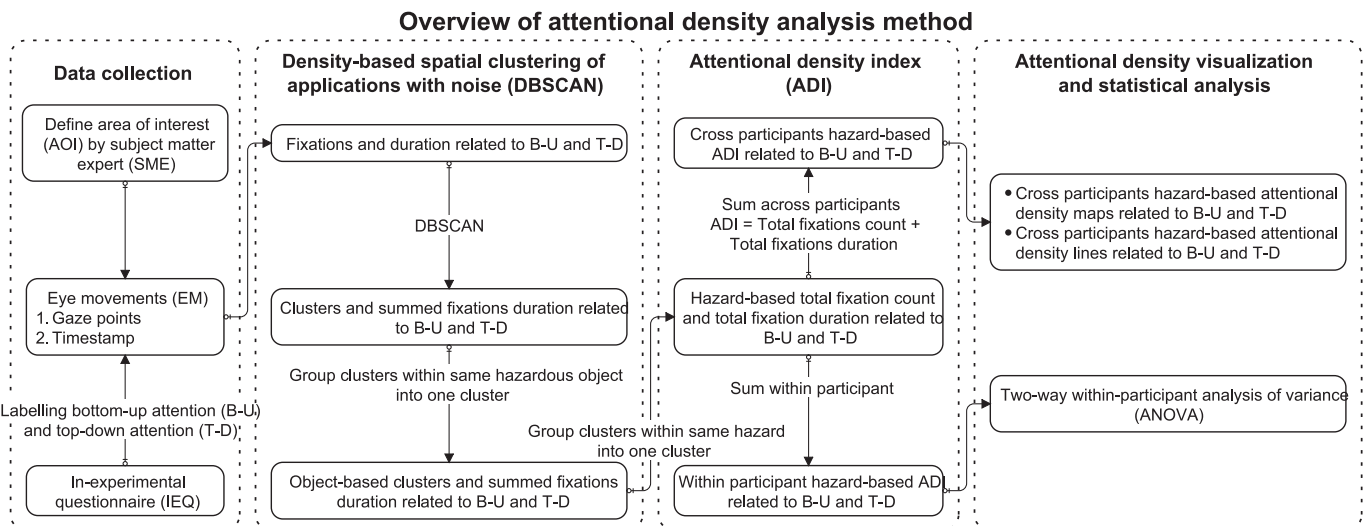 Overview of attentional density analysis method
Data collection
Define area of interest
(AOI) by subject matter
expert (SME)
Eye movements (EM)
1. Gaze points
2. Timestamp
Labelling bottom-up attention (B-U)
and top-down attention (T-D)
In-experimental
questionnaire (IEQ)
Density-based spatial clustering of
applications with noise (DBSCAN)
Fixations and duration related to B-U and T-D
DBSCAN
Clusters and summed fixations duration related
to B-U and T-D
Group clusters within same hazardous object
into one cluster
Object-based clusters and summed fixations
duration related to B-U and T-D
Group clusters within same hazard
into one cluster
Attentional density index
(ADI)
Cross participants hazard-based
ADI related to B-U and T-D
Sum across participants
ADI = Total fixations count +
Total fixations duration
Hazard-based total fixation count
and total fixation duration related to
B-U and T-D
Sum within participant
Within participant hazard-based ADI
related to B-U and T-D
Attentional density visualization
and statistical analysis
• Cross participants hazard-based attentional
density maps related to B-U and T-D
• Cross participants hazard-based attentional
density lines related to B-U and T-D
Two-way within-participant analysis of variance
(ANOVA)